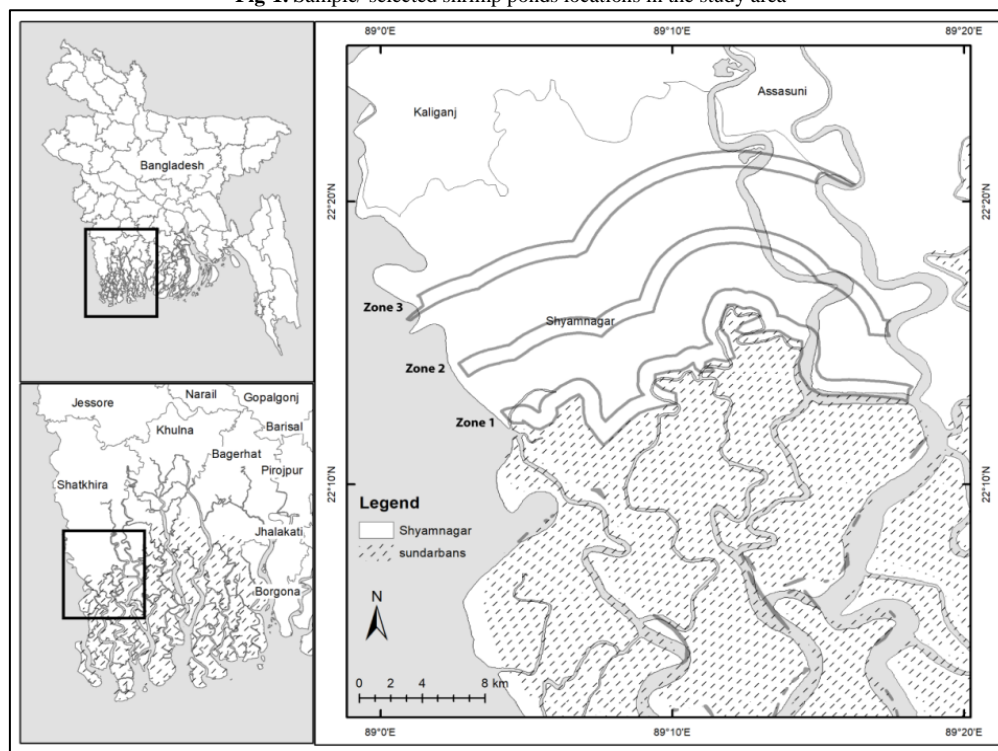 Fig 1. Sample/ selected shrimp ponds locations in the study area
Bangladesh
Jessore
Narail
Gopalgonj
Khulna
Barisal
Bagerhat
Pirojpur
Shatkhira
Jhalakati
Borgona
89°0'E
89°10'E
89°20'E
Kaliganj
Assasuni
22°20'N
22°20'N
Zone 3
Shyamnagar
Zone 2
Zone 1
22°10'N
22°10'N
Legend
Shyamnagar
sundarbans
N
0 2 4 8 km
89°0'E
89°10'E
89°20'E